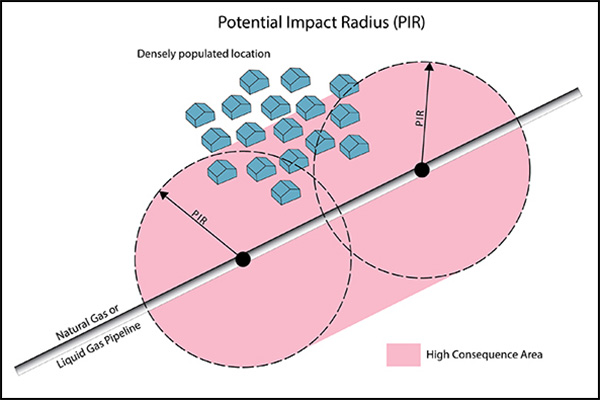 Potential Impact Radius (PIR)
Densely populated location
PIR
PIR
Natural Gas or
Liquid Gas Pipeline
High Consequence Area